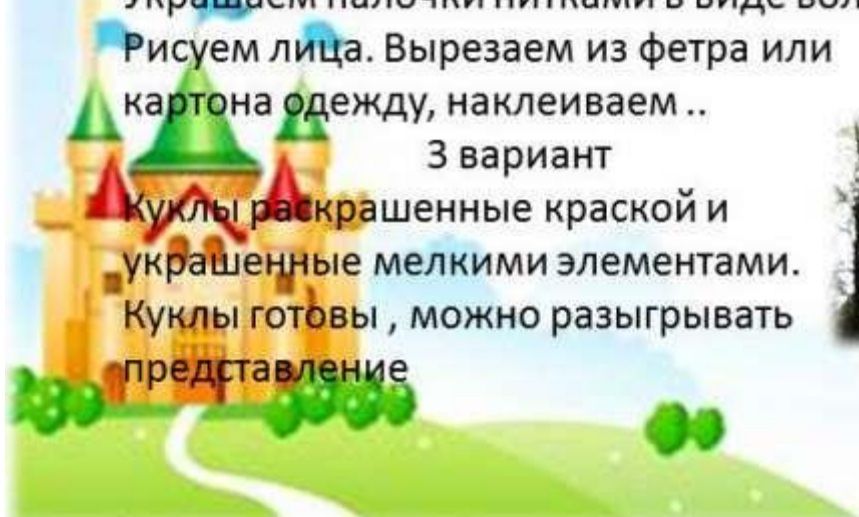 Украшаем палочки нитками в виде
Рисуем лица. Вырезаем из фетра или
картона одежду, наклеиваем ..
3 вариант
Куклы раскрашенные краской и
украшенные мелкими элементами.
Куклы готовы , можно разыгрывать
представление